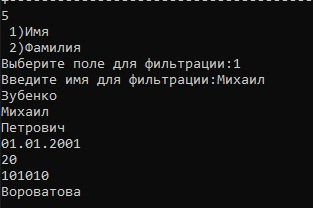 5
1)Имя
2)Фамилия
Выберите поле для фильтрации:1
Введите имя для фильтрации:Михаил
Зубенко
Михаил
Петрович
01.01.2001
20
101010
Вороватова